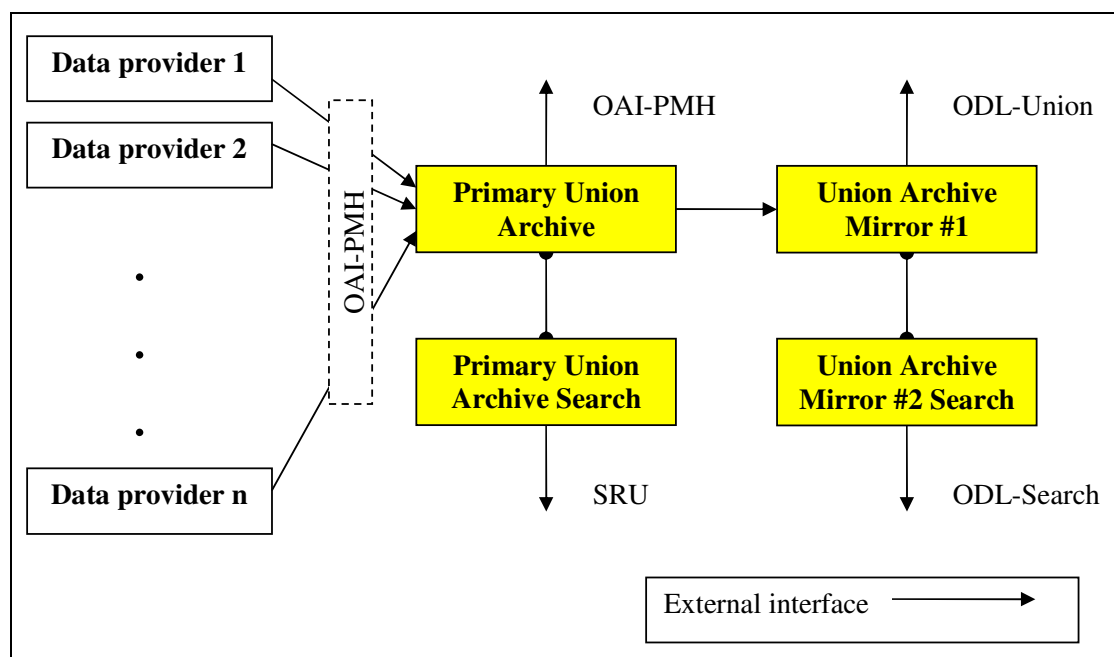 Data provider 1
Data provider 2
Data provider n
OAI-PMH
OAI-PMH
Primary Union
Archive
Primary Union
Archive Search
SRU
ODL-Union
Union Archive
Mirror #1
Union Archive
Mirror #2 Search
ODL-Search
External interface